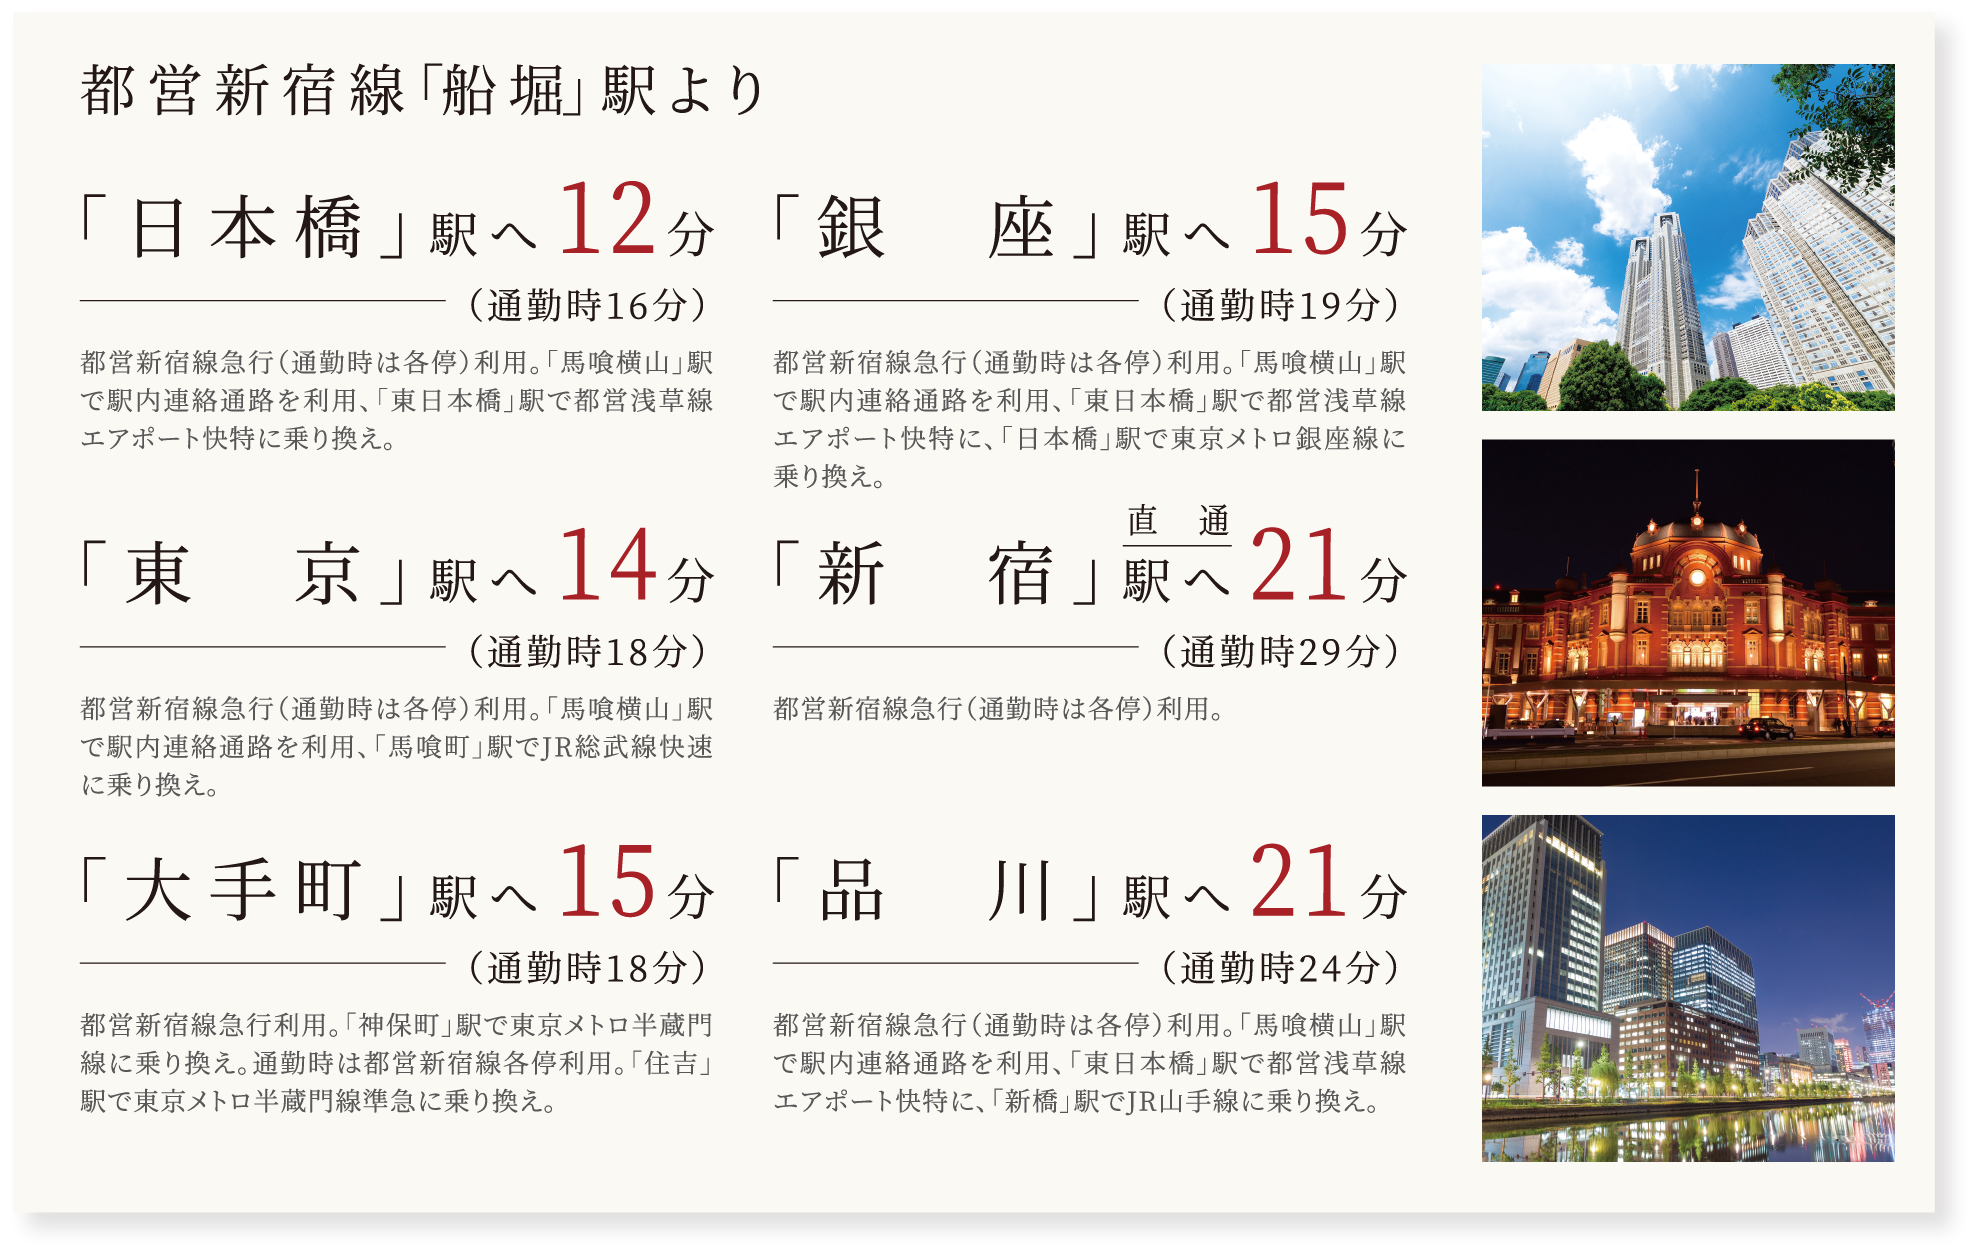 都営新宿線「船堀」駅より
「日本橋」駅へ12分
（通勤時16分）
都営新宿線急行（通勤時は各停）利用。「馬喰横山」駅
で駅内連絡通路を利用、「東日本橋」駅で都営浅草線
エアポート快特に乗り換え。
「銀座」駅へ15分
（通勤時19分）
都営新宿線急行（通勤時は各停）利用。「馬喰横山」駅
で駅内連絡通路を利用、「東日本橋」駅で都営浅草線
エアポート快特に、「日本橋」駅で東京メトロ銀座線に
乗り換え。
「東京」駅へ14分
（通勤時18分）
都営新宿線急行（通勤時は各停）利用。「馬喰横山」駅
で駅内連絡通路を利用、「馬喰町」駅でJR総武線快速
に乗り換え。
直通
「新宿」駅へ21分
（通勤時29分）
都営新宿線急行（通勤時は各停）利用。
「大手町」駅へ15分
（通勤時18分）
都営新宿線急行利用。「神保町」駅で東京メトロ半蔵門
線に乗り換え。通勤時は都営新宿線各停利用。「住吉」
駅で東京メトロ半蔵門線準急に乗り換え。
「品川」駅へ21分
（通勤時24分）
都営新宿線急行（通勤時は各停）利用。「馬喰横山」駅
で駅内連絡通路を利用、「東日本橋」駅で都営浅草線
エアポート快特に、「新橋」駅でJR山手線に乗り換え。